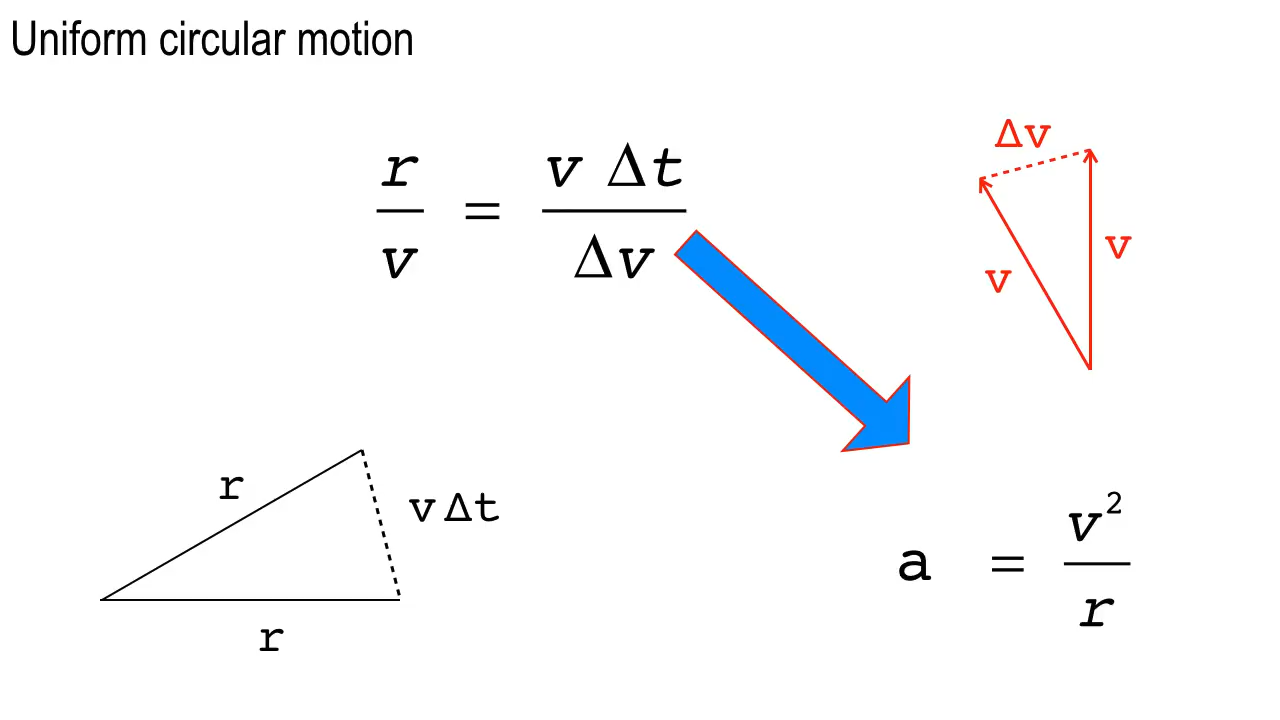 Uniform circular motion
r/v = v Δt/Δv
Δv
v
v
r
v Δt
r
a = v²/r